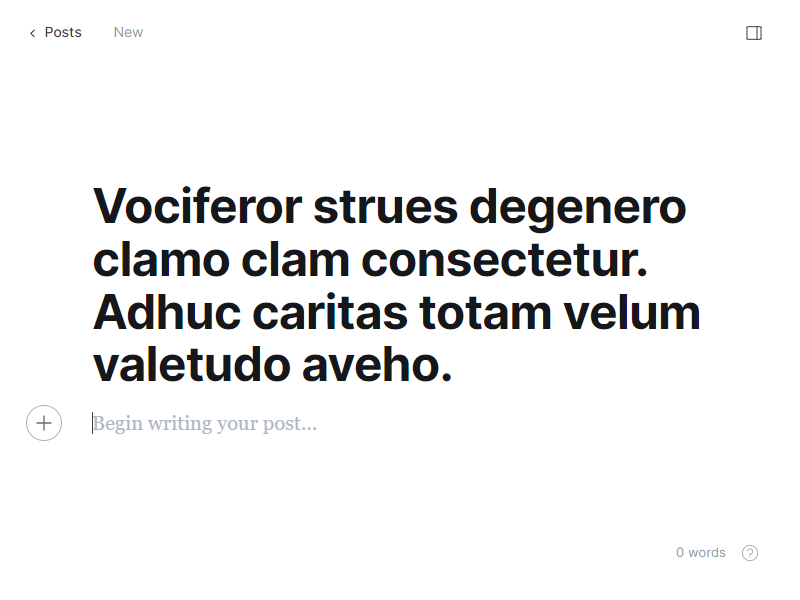 Posts New
Vociferor strues degenero
clamo clam consectetur.
Adhuc caritas totam velum
valetudo aveho.
Begin writing your post...
0 words ?